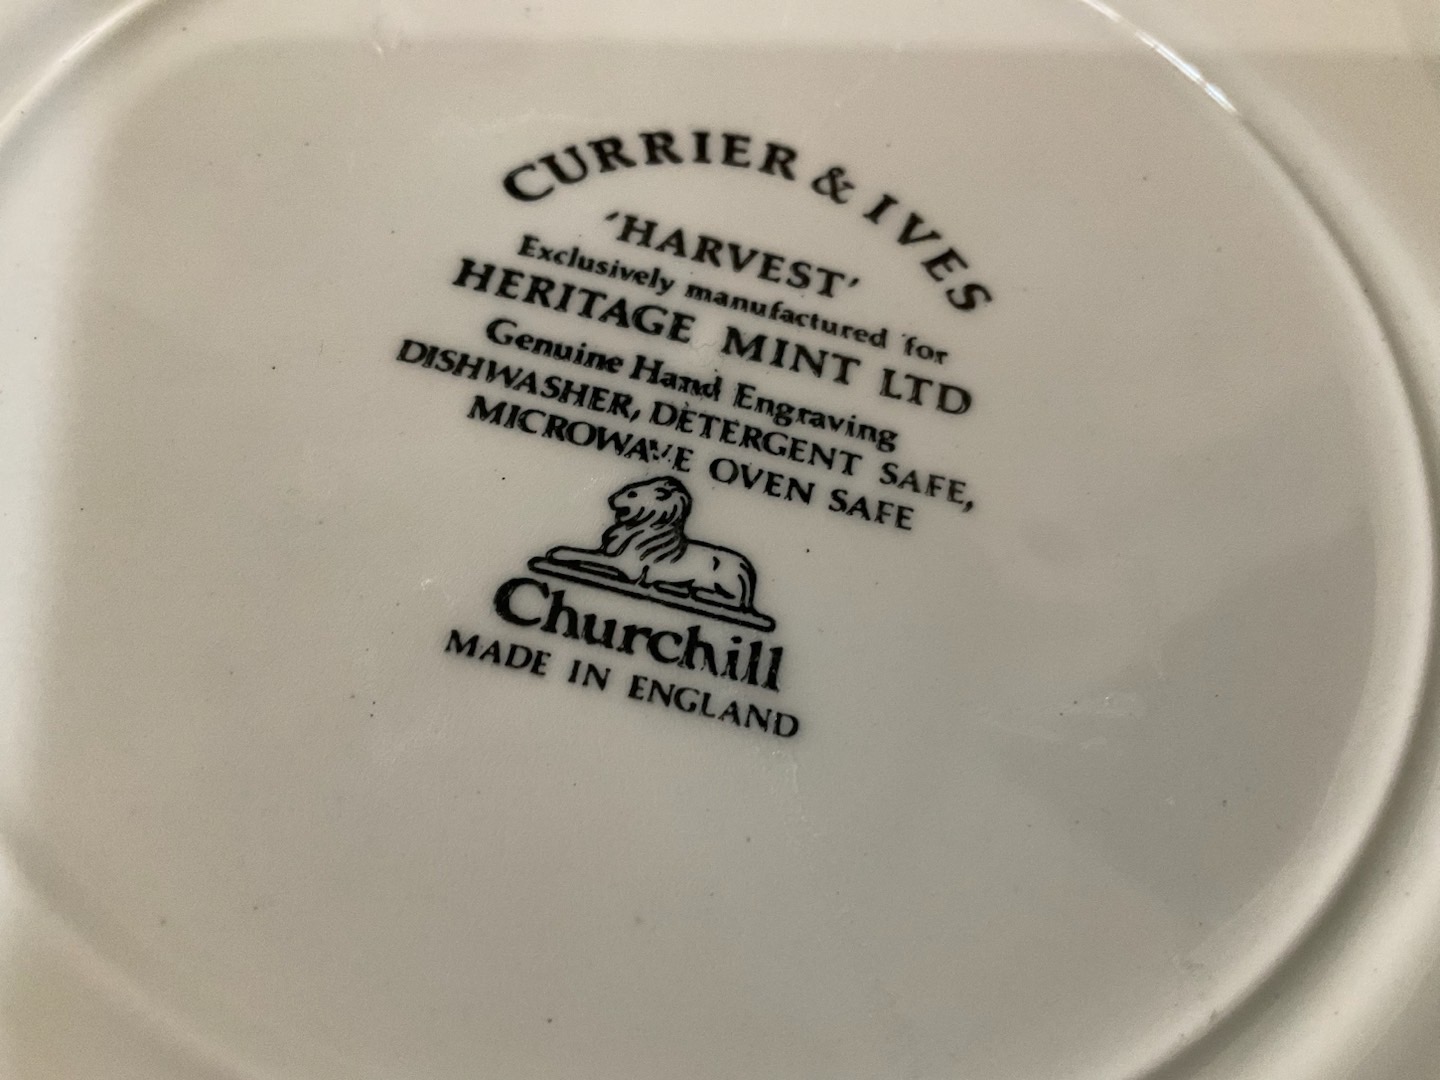 CURRIER & IVES
'HARVEST'
Exclusively manufactured for
HERITAGE MINT LTD
Genuine Hand Engraving
DISHWASHER, DETERGENT SAFE,
MICROWAVE OVEN SAFE
Churchill
MADE IN ENGLAND